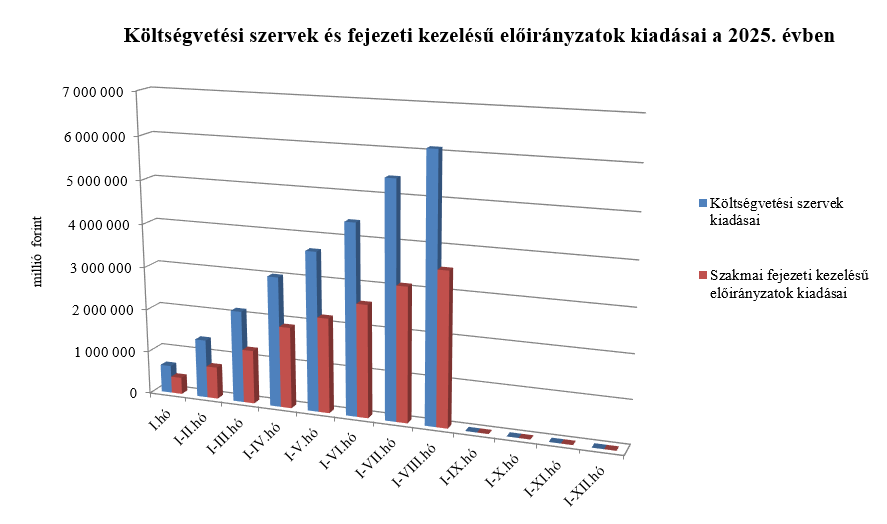 Költségvetési szervek és fejezeti kezelésű előirányzatok kiadásai a 2025. évben
millió forint
7 000 000
6 000 000
5 000 000
4 000 000
3 000 000
2 000 000
1 000 000
0
I.hó
I-II.hó
I-III.hó
I-IV.hó
I-V.hó
I-VI.hó
I-VII.hó
I-VIII.hó
I-IX.hó
I-X.hó
I-XI.hó
I-XII.hó
Költségvetési szervek
kiadásai
Szakmai fejezeti kezelésű
előirányzatok kiadásai